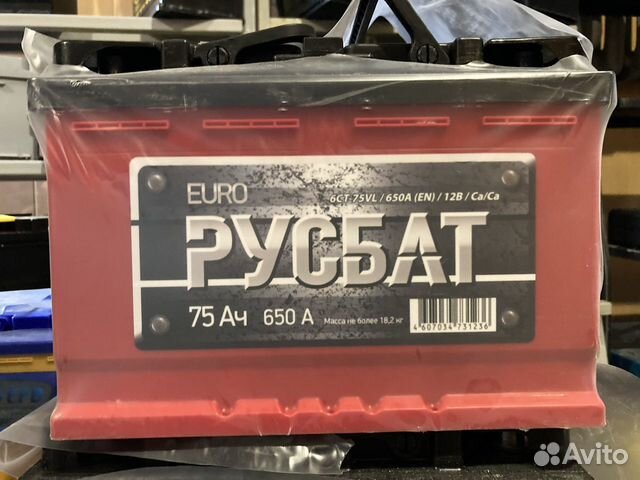 EURO
6СТ-75VL / 650A (EN) / 12В / Ca/Ca
РУСБАТ
75 Ач 650 А
Масса не более 18,2 кг
4 607034 731236
Avito